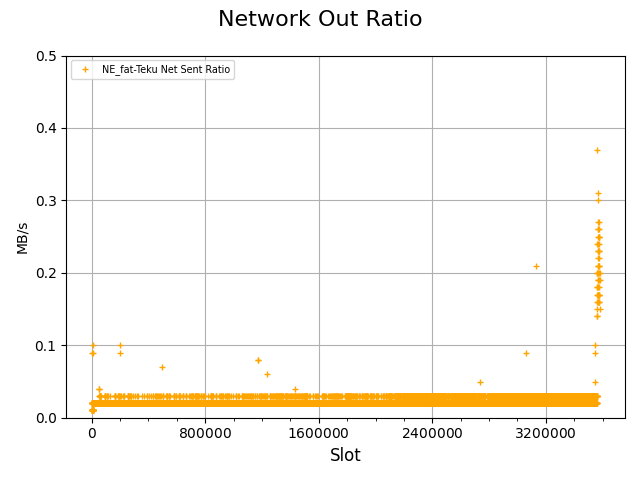 Network Out Ratio
NE_fat-Teku Net Sent Ratio
MB/s
0.5
0.4
0.3
0.2
0.1
0.0
0 800000 1600000 2400000 3200000
Slot